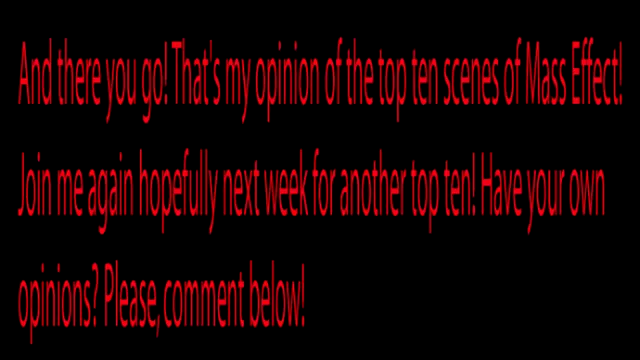 And there you go! That's my opinion of the top ten scenes of Mass Effect!
Join me again hopefully next week for another top ten! Have your own
opinions? Please, comment below!